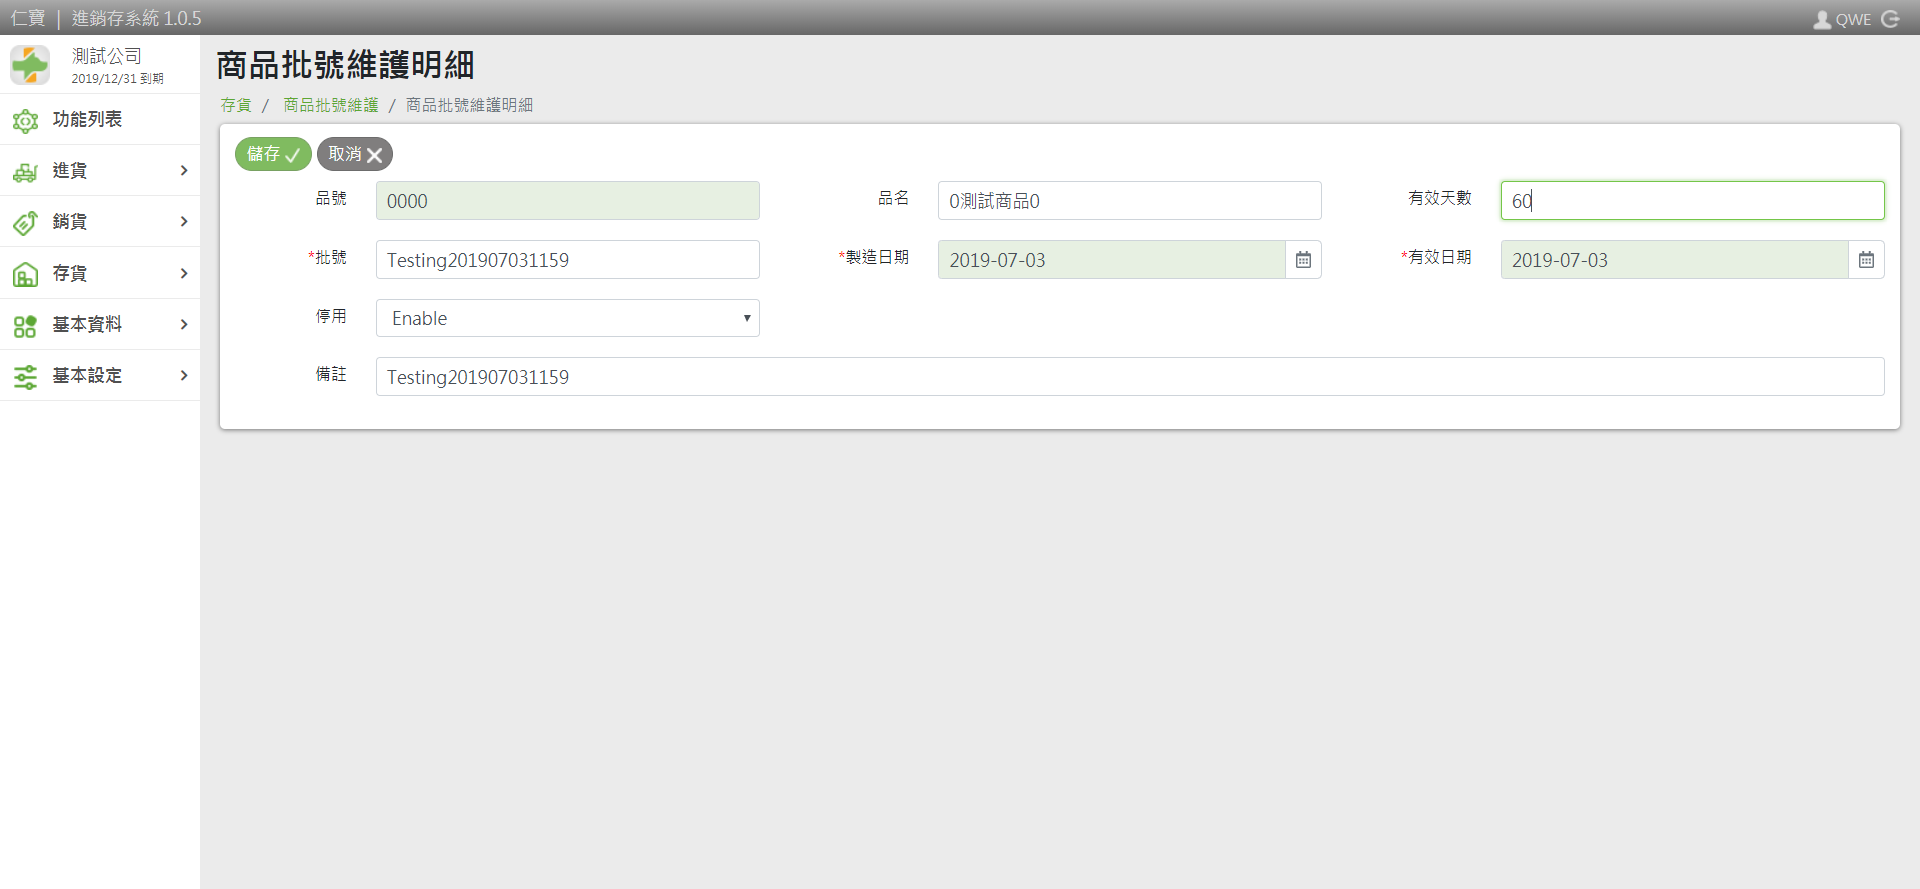 仁寶 | 進銷存系統 1.0.5
QWE
測試公司
2019/12/31 到期
功能列表
進貨
銷貨
存貨
基本資料
基本設定
商品批號維護明細
存貨 / 商品批號維護 / 商品批號維護明細
儲存 取消
品號 0000 品名 0測試商品0 有效天數 60
*批號 Testing201907031159 *製造日期 2019-07-03 *有效日期 2019-07-03
停用 Enable
備註 Testing201907031159